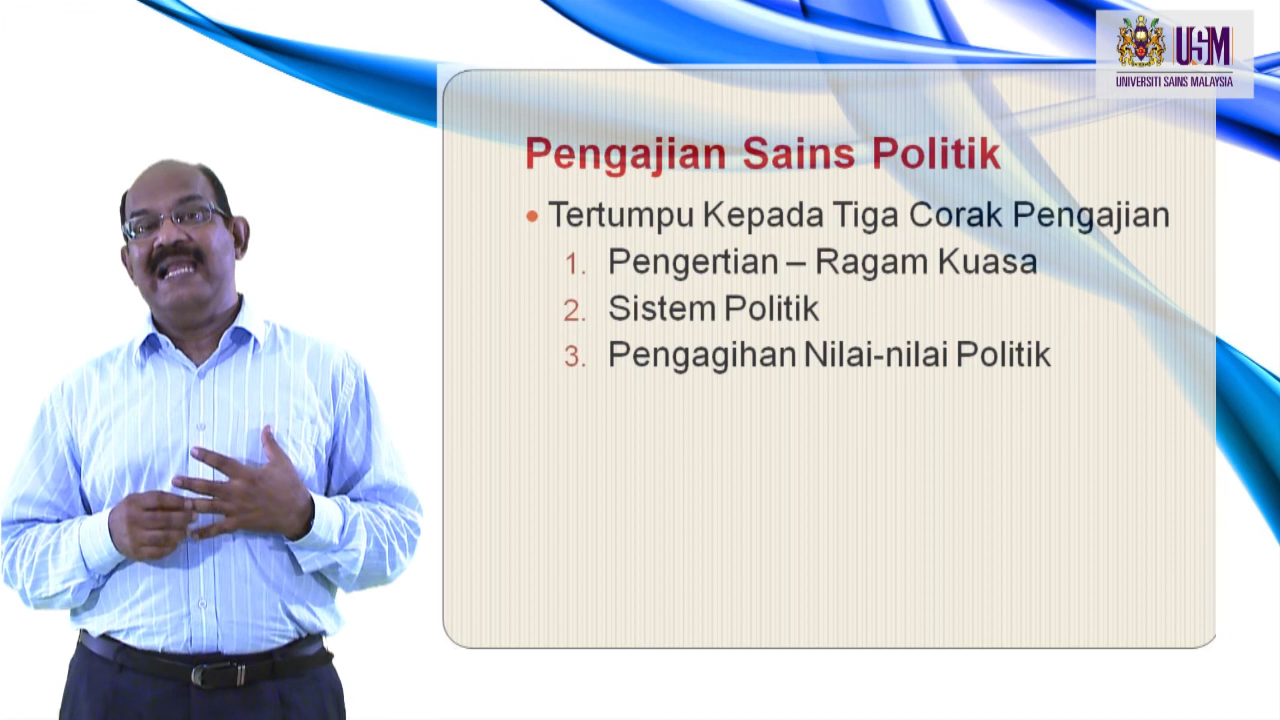 USM
UNIVERSITI SAINS MALAYSIA
Pengajian Sains Politik
• Tertumpu Kepada Tiga Corak Pengajian
1. Pengertian – Ragam Kuasa
2. Sistem Politik
3. Pengagihan Nilai-nilai Politik